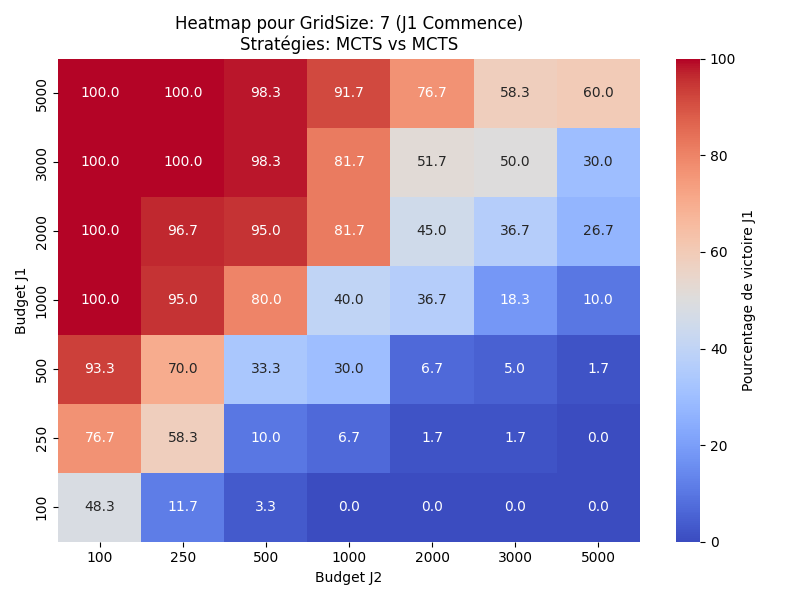 Heatmap pour GridSize: 7 (J1 Commence)
Stratégies: MCTS vs MCTS
Budget J1
5000 100.0 100.0 98.3 91.7 76.7 58.3 60.0
3000 100.0 100.0 98.3 81.7 51.7 50.0 30.0
2000 100.0 96.7 95.0 81.7 45.0 36.7 26.7
1000 100.0 95.0 80.0 40.0 36.7 18.3 10.0
500 93.3 70.0 33.3 30.0 6.7 5.0 1.7
250 76.7 58.3 10.0 6.7 1.7 1.7 0.0
100 48.3 11.7 3.3 0.0 0.0 0.0 0.0
100 250 500 1000 2000 3000 5000
Budget J2
100
80
60
40
20
0
Pourcentage de victoire J1